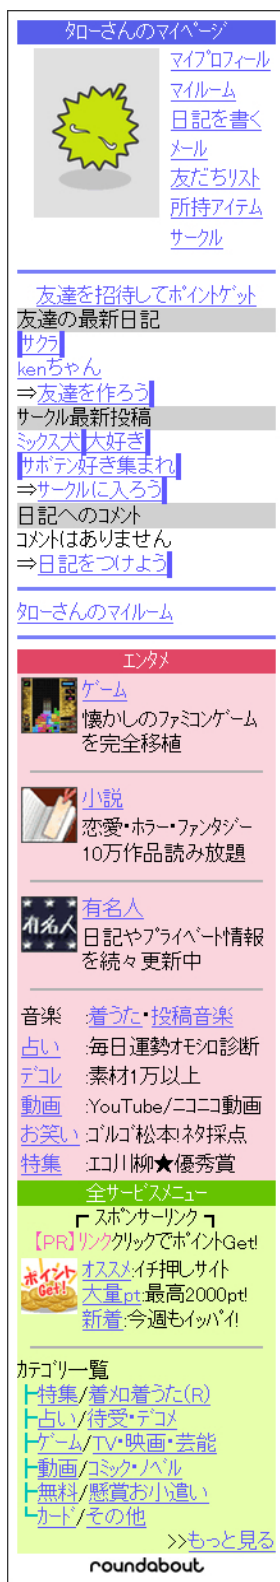 ﾀﾛｰさんのﾏｲﾍﾟｰｼﾞ
ﾏｲﾌﾟﾛﾌｨｰﾙ
ﾏｲﾙｰﾑ
日記を書く
ﾒｰﾙ
友だちﾘｽﾄ
所持ｱｲﾃﾑ
ｻｰｸﾙ
友達を招待してﾎﾟｲﾝﾄｹﾞｯﾄ
友達の最新日記
ｻｸﾗ
kenちゃん
⇒友達を作ろう
ｻｰｸﾙ最新投稿
ﾐｯｸｽ犬 大好き
ｻﾎﾞﾃﾝ好き集まれ
⇒ｻｰｸﾙに入ろう
日記へのｺﾒﾝﾄ
ｺﾒﾝﾄはありません
⇒日記をつけよう
ﾀﾛｰさんのﾏｲﾙｰﾑ
ｴﾝﾀﾒ
ｹﾞｰﾑ
懐かしのﾌｧﾐｺﾝｹﾞｰﾑ
を完全移植
小説
恋愛･ﾎﾗｰ･ﾌｧﾝﾀｼﾞｰ
10万作品読み放題
有名人
有名人
日記やﾌﾟﾗｲﾍﾞｰﾄ情報
を続々更新中
音楽 :着うた･投稿音楽
占い :毎日運勢ｵﾓｼﾛ診断
ﾃﾞｺﾚ :素材1万以上
動画 :YouTube/ﾆｺﾆｺ動画
お笑い:ｺﾞﾙｺﾞ松本!ﾈﾀ採点
特集 :ｴｺ川柳★優秀賞
全ｻｰﾋﾞｽﾒﾆｭｰ
┏ ｽﾎﾟﾝｻｰﾘﾝｸ ┓
【PR】ﾘﾝｸｸﾘｯｸでﾎﾟｲﾝﾄGet!
ﾎﾟｲﾝﾄ
Get!
ｵｽｽﾒ:ｲﾁ押しｻｲﾄ
大量pt:最高2000pt!
新着:今週もｲｯﾊﾟｲ!
ｶﾃｺﾞﾘ一覧
┣特集/着ﾒﾛ着うた(R)
┣占い/待受･ﾃﾞｺﾒ
┣ｹﾞｰﾑ/TV･映画･芸能
┣動画/ｺﾐｯｸ･ﾉﾍﾞﾙ
┣無料/懸賞お小遣い
┗ｶｰﾄﾞ/その他
>>もっと見る
roundabout